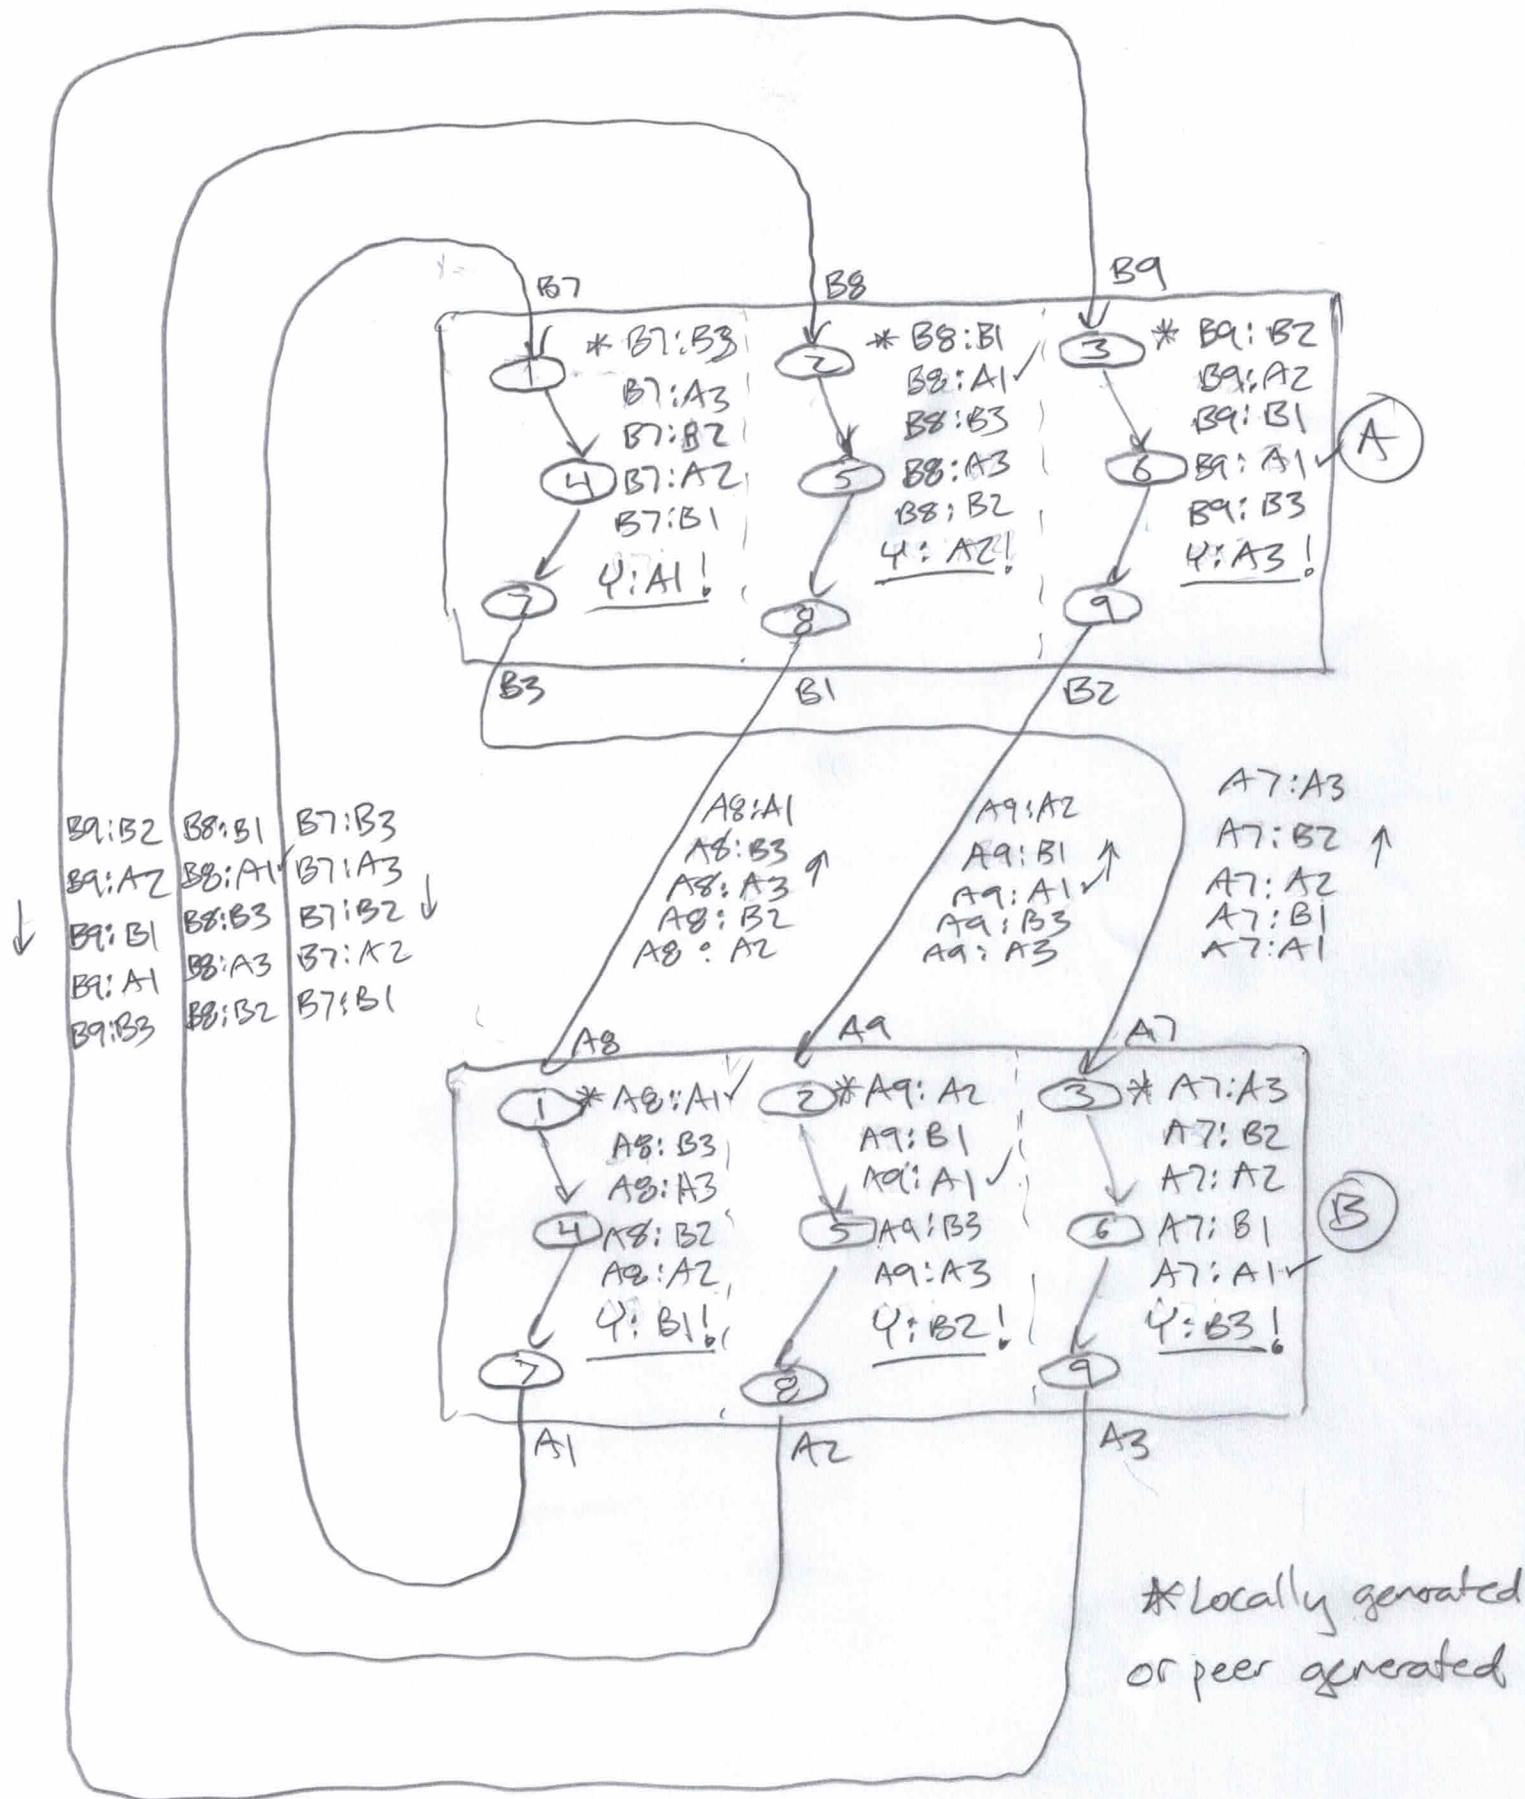 B7
B8
B9
1
* B7:B3
B7:A3
B7:B2
4
B7:A2
B7:B1
7
Y:A1!
2
* B8:B1
B8:A1✓
B8:B3
5
B8:A3
B8:B2
Y:A2!
8
3
* B9:B2
B9:A2
B9:B1
6
B9:A1✓
B9:B3
Y:A3!
9
A
B3
B1
B2
B9:B2
B9:A2
B9:B1
B9:A1
B9:B3
B8:B1
B8:A1✓
B8:B3
B8:A3
B8:B2
B7:B3
B7:A3
B7:B2
B7:A2
B7:B1
A8:A1
A8:B3
A8:A3
A8:B2
A8:A2
A9:A2
A9:B1
A9:A1✓
A9:B3
A9:A3
A7:A3
A7:B2
A7:A2
A7:B1
A7:A1
A8
A9
A7
1
* A8:A1✓
A8:B3
A8:A3
4
A8:B2
A8:A2
Y:B1!
7
2
* A9:A2
A9:B1
A9:A1✓
5
A9:B3
A9:A3
Y:B2!
8
3
* A7:A3
A7:B2
A7:A2
6
A7:B1
A7:A1✓
Y:B3!
9
B
A1
A2
A3
* Locally generated
or peer generated